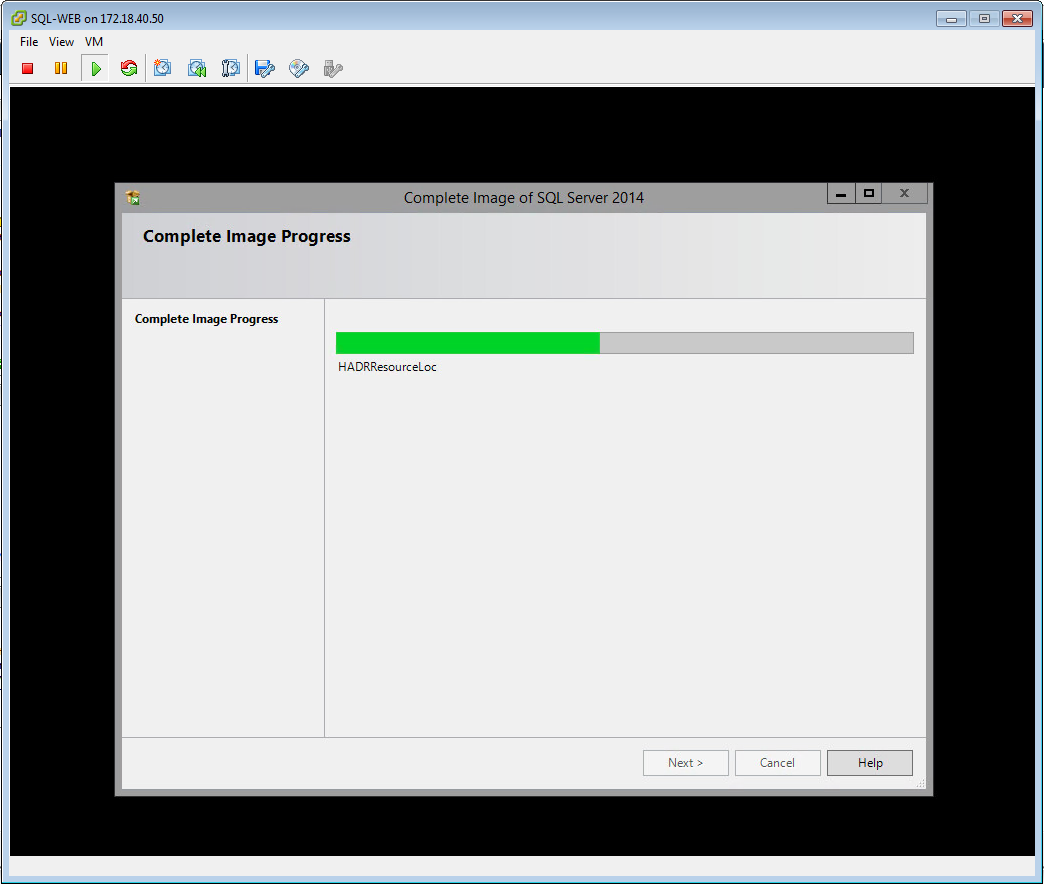 SQL-WEB on 172.18.40.50
File View VM
Complete Image of SQL Server 2014
Complete Image Progress
Complete Image Progress
HADRResourceLoc
Next > Cancel Help